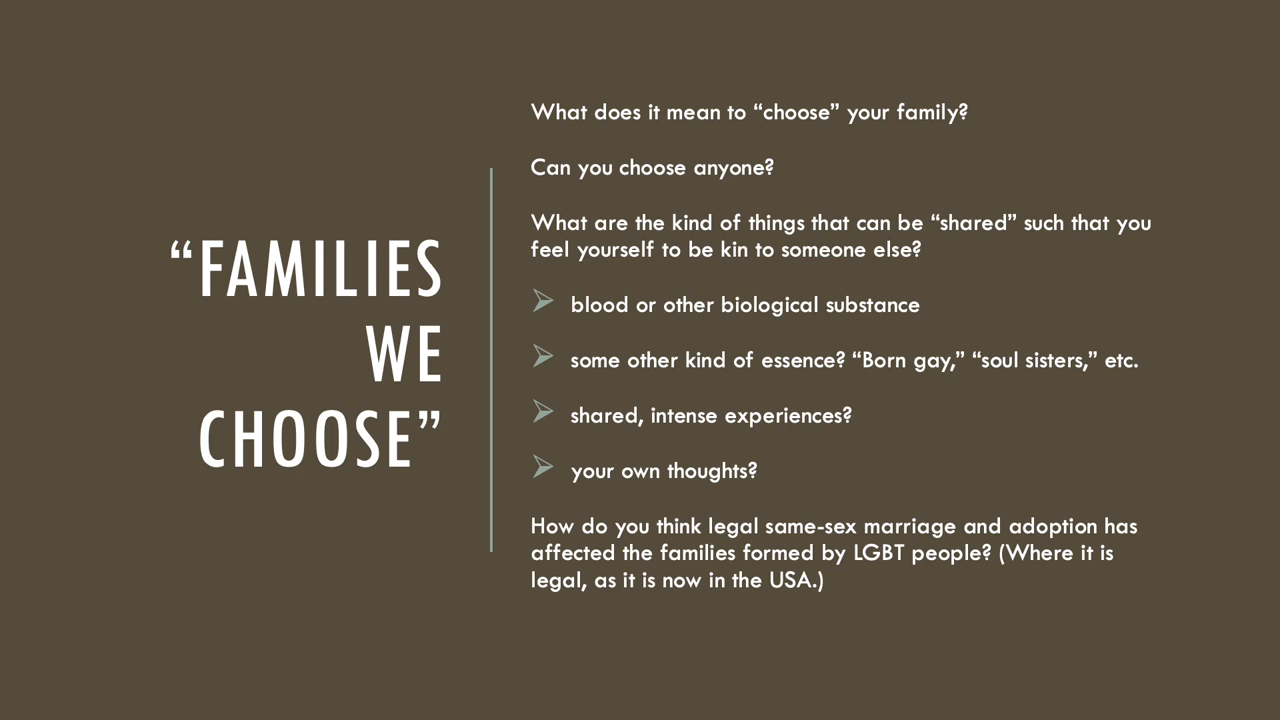 “FAMILIES
WE
CHOOSE”
What does it mean to “choose” your family?
Can you choose anyone?
What are the kind of things that can be “shared” such that you
feel yourself to be kin to someone else?
blood or other biological substance
some other kind of essence? “Born gay,” “soul sisters,” etc.
shared, intense experiences?
your own thoughts?
How do you think legal same-sex marriage and adoption has
affected the families formed by LGBT people? (Where it is
legal, as it is now in the USA.)